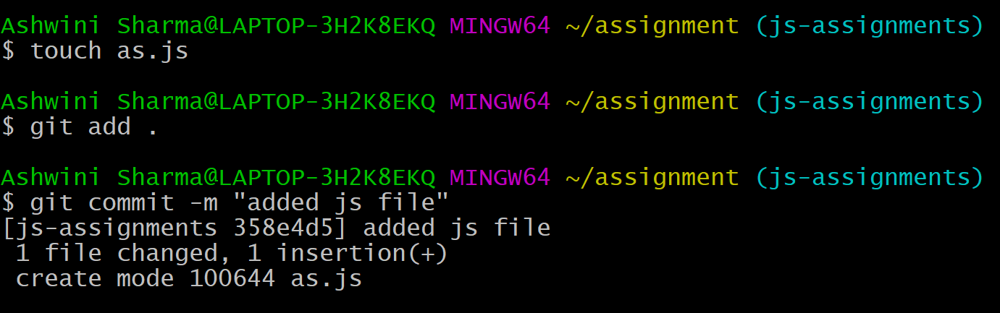 Ashwini Sharma@LAPTOP-3H2K8EKQ MINGW64 ~/assignment (js-assignments)
$ touch as.js
Ashwini Sharma@LAPTOP-3H2K8EKQ MINGW64 ~/assignment (js-assignments)
$ git add .
Ashwini Sharma@LAPTOP-3H2K8EKQ MINGW64 ~/assignment (js-assignments)
$ git commit -m "added js file"
[js-assignments 358e4d5] added js file
 1 file changed, 1 insertion(+)
 create mode 100644 as.js